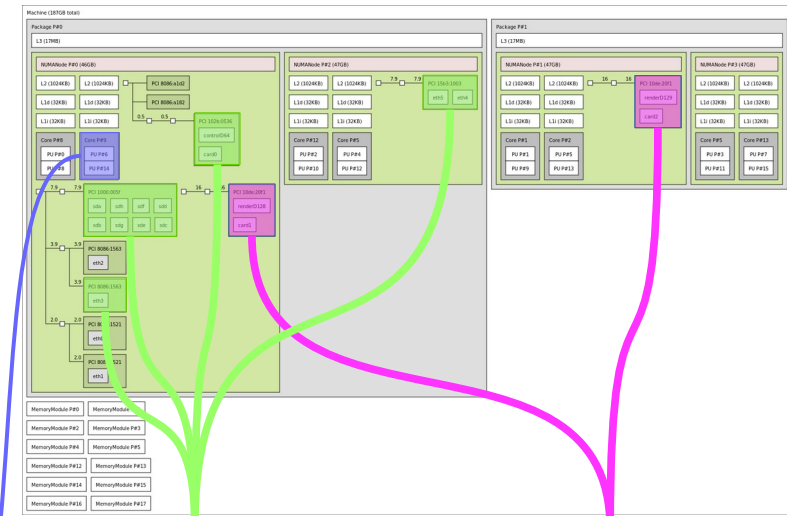 Machine (187GB total)
Package P#0
L3 (17MB)
NUMANode P#0 (46GB)
L2 (1024KB) L2 (1024KB)
L1d (32KB) L1d (32KB)
L1i (32KB) L1i (32KB)
Core P#8
PU P#0
PU P#8
Core P#9
PU P#6
PU P#14
PCI 8086:a1d2
PCI 8086:a182
0.5 0.5
PCI 102b:0536
controlD64
card0
7.9 7.9
PCI 1000:005f
sda sdh sdf sdd
sdb sdg sde sdc
16
PCI 10de:20f1
renderD128
card1
3.9 3.9
PCI 8086:1563
eth2
3.9
PCI 8086:1563
eth3
2.0 2.0
PCI
2.0
eth1
NUMANode P#2 (47GB)
L2 (1024KB) L2 (1024KB)
L1d (32KB) L1d (32KB)
L1i (32KB) L1i (32KB)
Core P#12
PU P#2
PU P#10
Core P#5
PU P#4
PU P#12
7.9 7.9
PCI 15b3:1003
eth5 eth4
Package P#1
L3 (17MB)
NUMANode P#1 (47GB)
L2 (1024KB) L2 (1024KB)
L1d (32KB) L1d (32KB)
L1i (32KB) L1i (32KB)
Core P#1
PU P#1
PU P#9
Core P#9
PU P#5
PU P#13
16 16
PCI 10de:20f1
renderD129
card2
NUMANode P#3 (47GB)
L2 (1024KB) L2 (1024KB)
L1d (32KB) L1d (32KB)
L1i (32KB) L1i (32KB)
Core P#5
PU P#3
PU P#11
Core P#13
PU P#7
PU P#15
MemoryModule P#0 MemoryModule
MemoryModule P#2 MemoryModule P#3
MemoryModule P#4 MemoryModule P#5
MemoryModule P#12 MemoryModule P#13
MemoryModule P#14 MemoryModule P#15
MemoryModule P#16 MemoryModule P#17